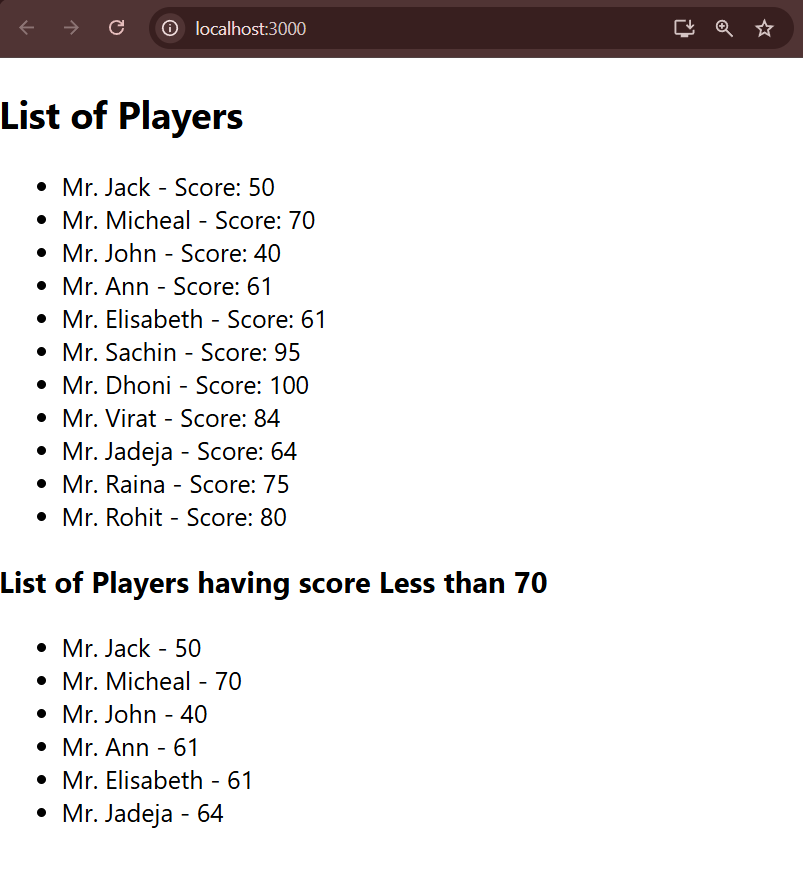 localhost:3000
List of Players
Mr. Jack - Score: 50
Mr. Micheal - Score: 70
Mr. John - Score: 40
Mr. Ann - Score: 61
Mr. Elisabeth - Score: 61
Mr. Sachin - Score: 95
Mr. Dhoni - Score: 100
Mr. Virat - Score: 84
Mr. Jadeja - Score: 64
Mr. Raina - Score: 75
Mr. Rohit - Score: 80
List of Players having score Less than 70
Mr. Jack - 50
Mr. Micheal - 70
Mr. John - 40
Mr. Ann - 61
Mr. Elisabeth - 61
Mr. Jadeja - 64